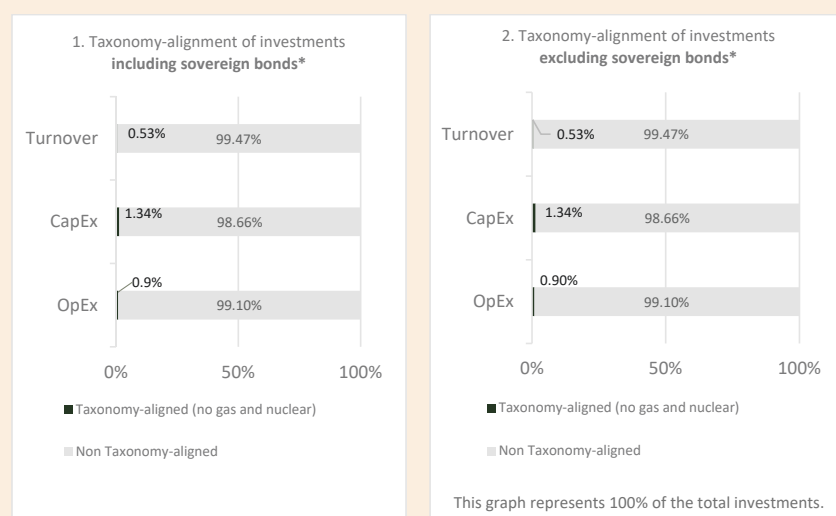 1. Taxonomy-alignment of investments
including sovereign bonds*
Turnover
0.53%
99.47%
CapEx
1.34%
98.66%
OpEx
0.9%
99.10%
0%
50%
100%
Taxonomy-aligned (no gas and nuclear)
Non Taxonomy-aligned
2. Taxonomy-alignment of investments
excluding sovereign bonds*
Turnover
0.53%
99.47%
CapEx
1.34%
98.66%
OpEx
0.90%
99.10%
0%
50%
100%
Taxonomy-aligned (no gas and nuclear)
Non Taxonomy-aligned
This graph represents 100% of the total investments.